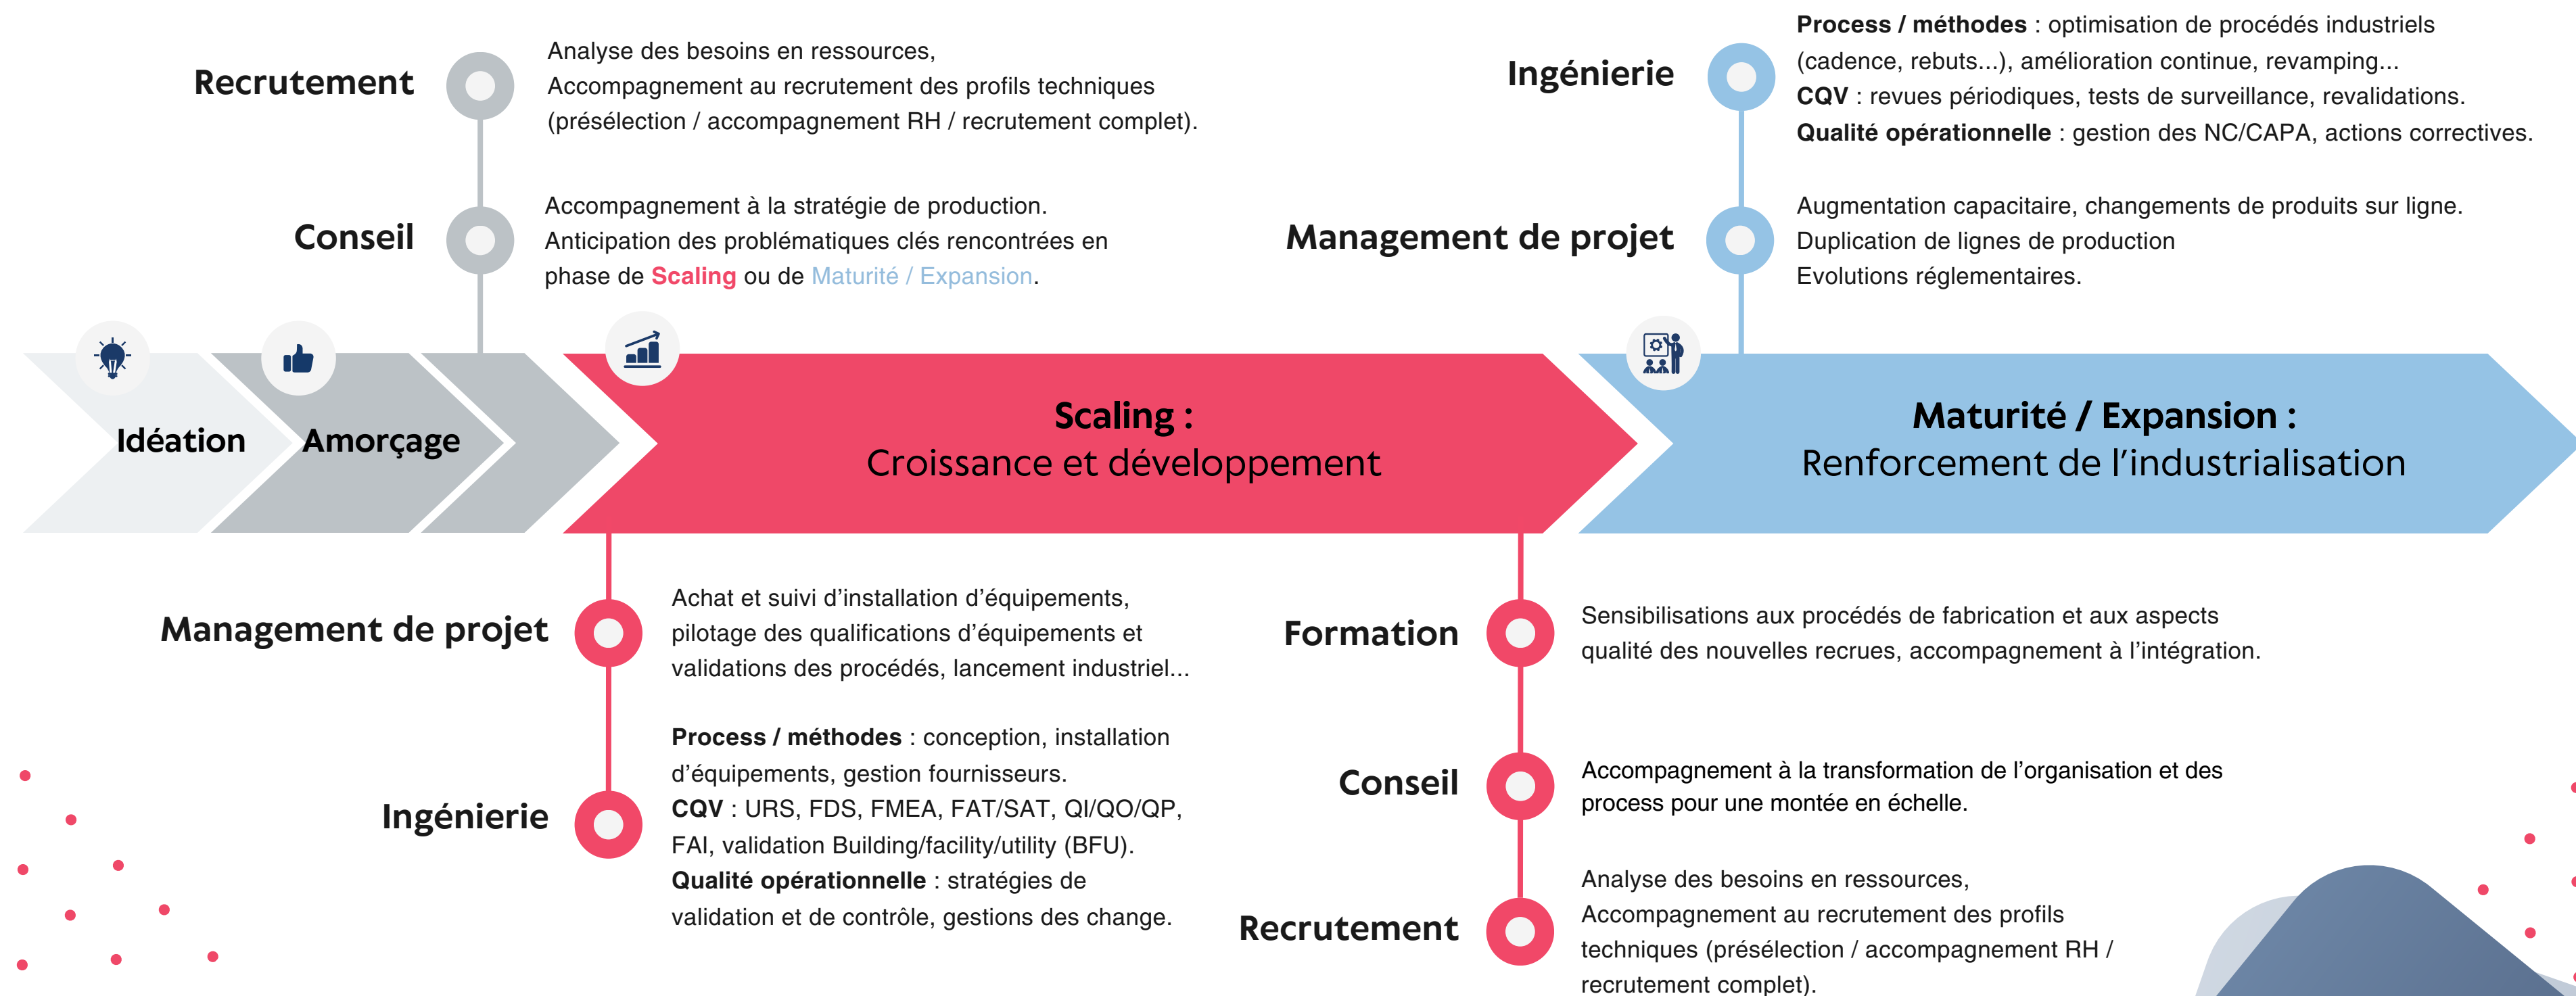 Recrutement
Analyse des besoins en ressources,
Accompagnement au recrutement des profils techniques
(présélection / accompagnement RH / recrutement complet).
Conseil
Accompagnement à la stratégie de production.
Anticipation des problématiques clés rencontrées en
phase de Scaling ou de Maturité / Expansion.
Ingénierie
Process / méthodes : optimisation de procédés industriels
(cadence, rebuts...), amélioration continue, revamping...
CQV : revues périodiques, tests de surveillance, revalidations.
Qualité opérationnelle : gestion des NC/CAPA, actions correctives.
Management de projet
Augmentation capacitaire, changements de produits sur ligne.
Duplication de lignes de production
Evolutions réglementaires.
Idéation
Amorçage
Scaling :
Croissance et développement
Maturité / Expansion :
Renforcement de l'industrialisation
Management de projet
Achat et suivi d'installation d'équipements,
pilotage des qualifications d'équipements et
validations des procédés, lancement industriel...
Ingénierie
Process / méthodes : conception, installation
d'équipements, gestion fournisseurs.
CQV : URS, FDS, FMEA, FAT/SAT, QI/QO/QP,
FAI, validation Building/facility/utility (BFU).
Qualité opérationnelle : stratégies de
validation et de contrôle, gestions des change.
Formation
Sensibilisations aux procédés de fabrication et aux aspects
qualité des nouvelles recrues, accompagnement à l'intégration.
Conseil
Accompagnement à la transformation de l'organisation et des
process pour une montée en échelle.
Recrutement
Analyse des besoins en ressources,
Accompagnement au recrutement des profils
techniques (présélection / accompagnement RH /
recrutement complet).